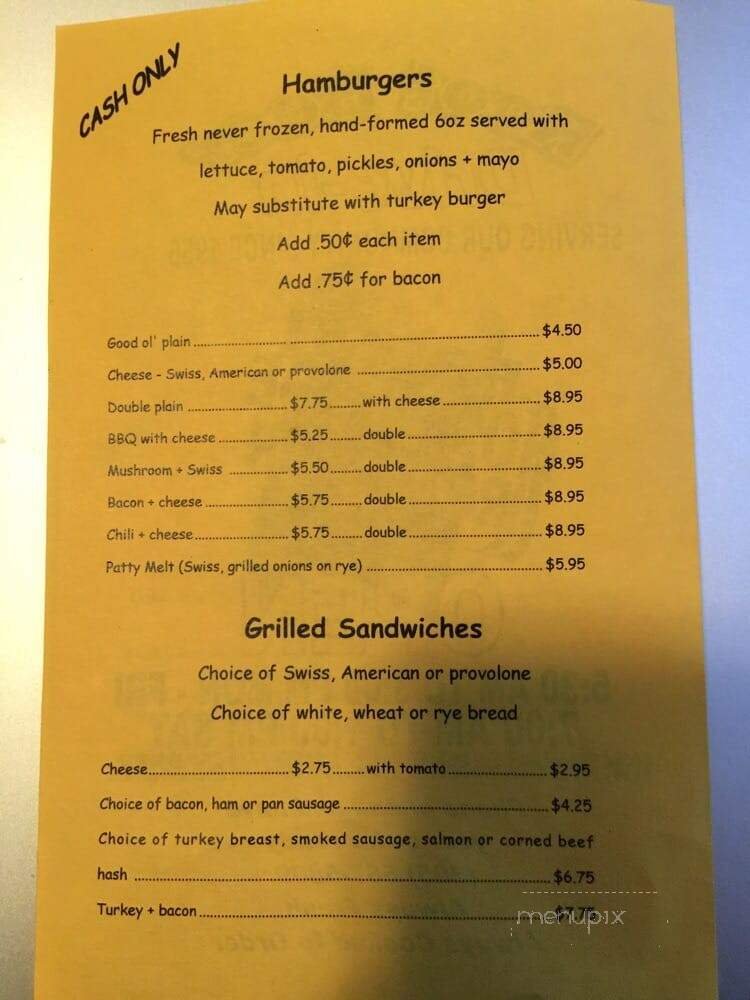 CASH ONLY
Hamburgers
Fresh never frozen, hand-formed 6oz served with
lettuce, tomato, pickles, onions + mayo
May substitute with turkey burger
Add .50¢ each item
Add .75¢ for bacon
Good ol' plain ........ $4.50
Cheese - Swiss, American or provolone ........ $5.00
Double plain ........ $7.75 ........ with cheese ........ $8.95
BBQ with cheese ........ $5.25 ........ double ........ $8.95
Mushroom + Swiss ........ $5.50 ........ double ........ $8.95
Bacon + cheese ........ $5.75 ........ double ........ $8.95
Chili + cheese ........ $5.75 ........ double ........ $8.95
Patty Melt (Swiss, grilled onions on rye) ........ $5.95
Grilled Sandwiches
Choice of Swiss, American or provolone
Choice of white, wheat or rye bread
Cheese ........ $2.75 ........ with tomato ........ $2.95
Choice of bacon, ham or pan sausage ........ $4.25
Choice of turkey breast, smoked sausage, salmon or corned beef
hash ........ $6.75
Turkey + bacon ........ $7.75
menupix